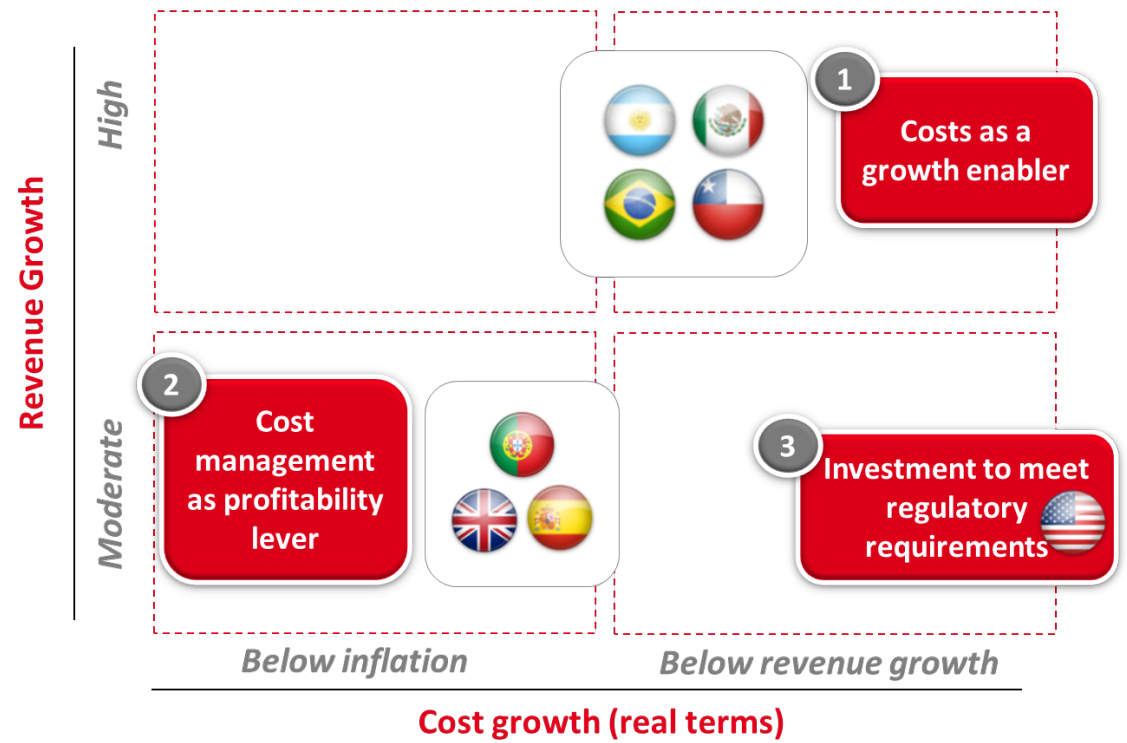 Revenue Growth
High
1
Costs as a
growth enabler
Moderate
2
Cost
management
as profitability
lever
3
Investment to meet
regulatory
requirements
Below inflation
Below revenue growth
Cost growth (real terms)